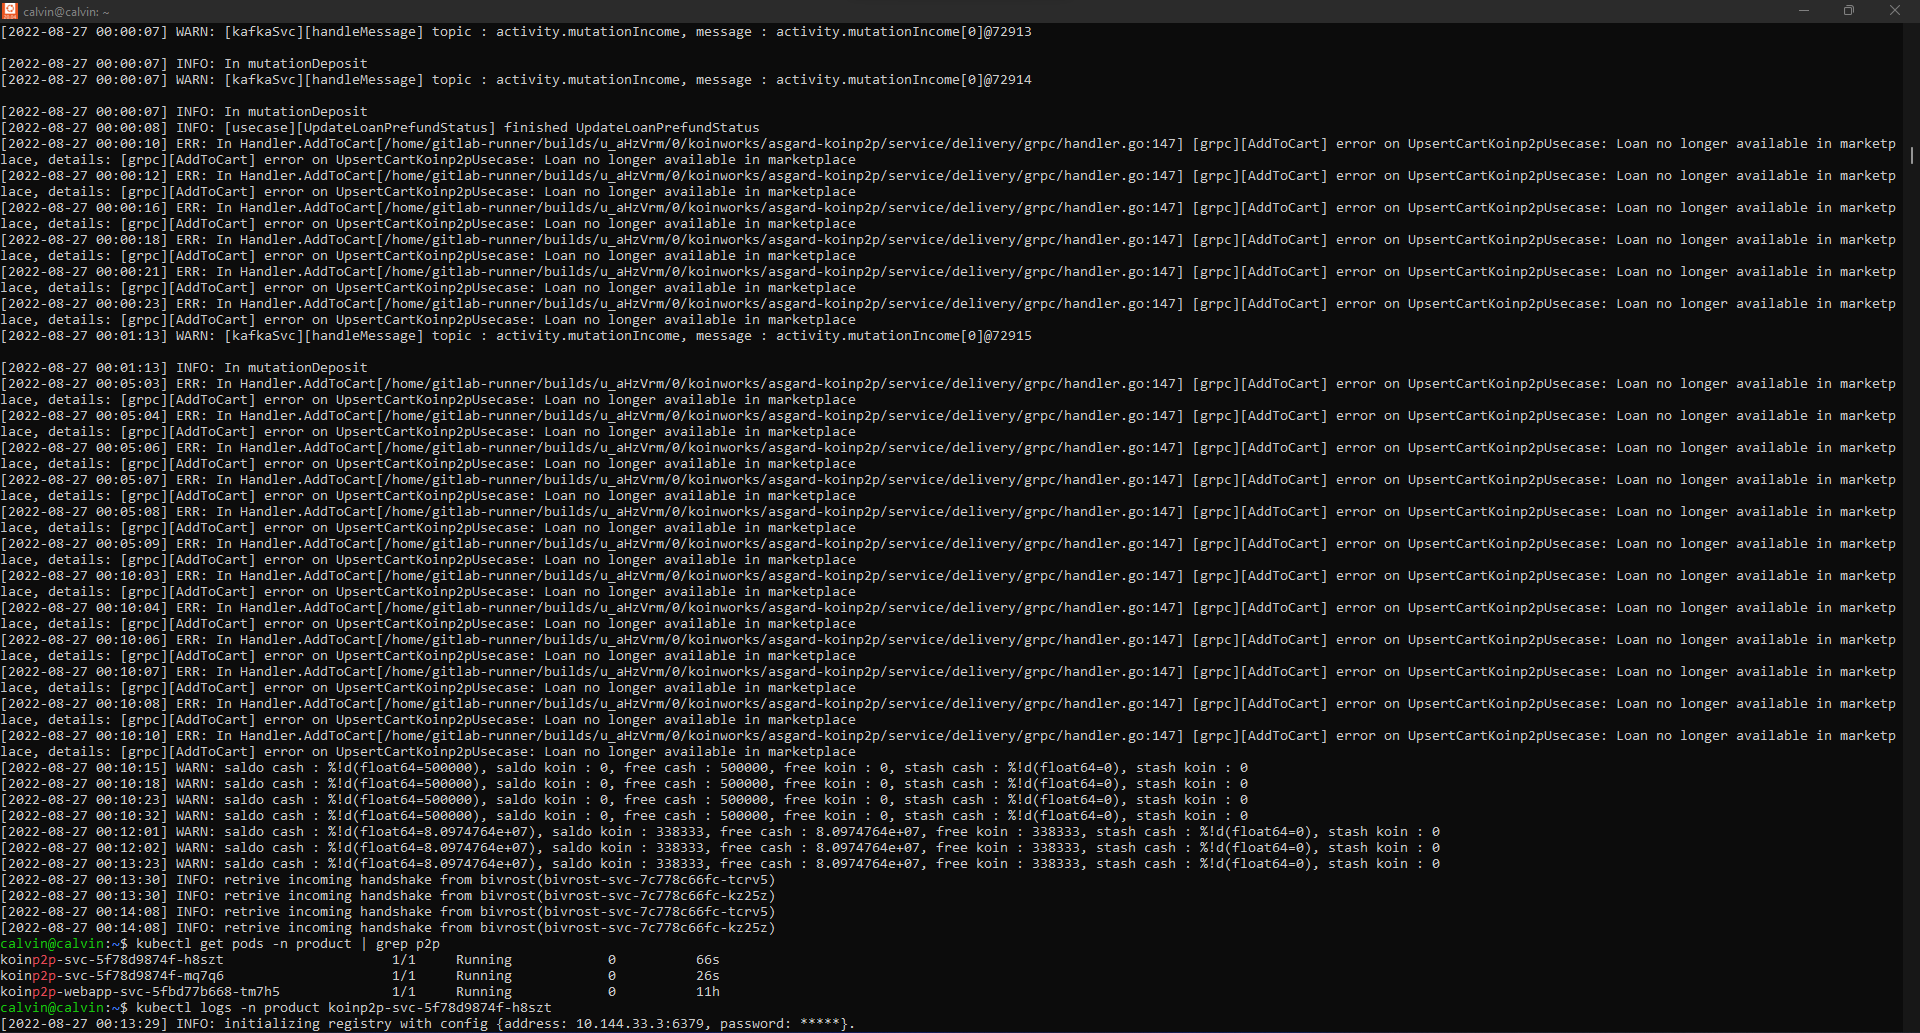 calvin@calvin: ~
[2022-08-27 00:00:07] WARN: [kafkaSvc][handleMessage] topic : activity.mutationIncome, message : activity.mutationIncome[0]@72913
[2022-08-27 00:00:07] INFO: In mutationDeposit
[2022-08-27 00:00:07] WARN: [kafkaSvc][handleMessage] topic : activity.mutationIncome, message : activity.mutationIncome[0]@72914
[2022-08-27 00:00:07] INFO: In mutationDeposit
[2022-08-27 00:00:08] INFO: [usecase][UpdateLoanPrefundStatus] finished UpdateLoanPrefundStatus
[2022-08-27 00:00:10] ERR: In Handler.AddToCart[/home/gitlab-runner/builds/u_aHzVrm/0/koinworks/asgard-koinp2p/service/delivery/grpc/handler.go:147] [grpc][AddToCart] error on UpsertCartKoinp2pUsecase: Loan no longer available in marketp
lace, details: [grpc][AddToCart] error on UpsertCartKoinp2pUsecase: Loan no longer available in marketplace
[2022-08-27 00:00:12] ERR: In Handler.AddToCart[/home/gitlab-runner/builds/u_aHzVrm/0/koinworks/asgard-koinp2p/service/delivery/grpc/handler.go:147] [grpc][AddToCart] error on UpsertCartKoinp2pUsecase: Loan no longer available in marketp
lace, details: [grpc][AddToCart] error on UpsertCartKoinp2pUsecase: Loan no longer available in marketplace
[2022-08-27 00:00:16] ERR: In Handler.AddToCart[/home/gitlab-runner/builds/u_aHzVrm/0/koinworks/asgard-koinp2p/service/delivery/grpc/handler.go:147] [grpc][AddToCart] error on UpsertCartKoinp2pUsecase: Loan no longer available in marketp
lace, details: [grpc][AddToCart] error on UpsertCartKoinp2pUsecase: Loan no longer available in marketplace
[2022-08-27 00:00:18] ERR: In Handler.AddToCart[/home/gitlab-runner/builds/u_aHzVrm/0/koinworks/asgard-koinp2p/service/delivery/grpc/handler.go:147] [grpc][AddToCart] error on UpsertCartKoinp2pUsecase: Loan no longer available in marketp
lace, details: [grpc][AddToCart] error on UpsertCartKoinp2pUsecase: Loan no longer available in marketplace
[2022-08-27 00:00:21] ERR: In Handler.AddToCart[/home/gitlab-runner/builds/u_aHzVrm/0/koinworks/asgard-koinp2p/service/delivery/grpc/handler.go:147] [grpc][AddToCart] error on UpsertCartKoinp2pUsecase: Loan no longer available in marketp
lace, details: [grpc][AddToCart] error on UpsertCartKoinp2pUsecase: Loan no longer available in marketplace
[2022-08-27 00:00:23] ERR: In Handler.AddToCart[/home/gitlab-runner/builds/u_aHzVrm/0/koinworks/asgard-koinp2p/service/delivery/grpc/handler.go:147] [grpc][AddToCart] error on UpsertCartKoinp2pUsecase: Loan no longer available in marketp
lace, details: [grpc][AddToCart] error on UpsertCartKoinp2pUsecase: Loan no longer available in marketplace
[2022-08-27 00:01:13] WARN: [kafkaSvc][handleMessage] topic : activity.mutationIncome, message : activity.mutationIncome[0]@72915
[2022-08-27 00:01:13] INFO: In mutationDeposit
[2022-08-27 00:05:03] ERR: In Handler.AddToCart[/home/gitlab-runner/builds/u_aHzVrm/0/koinworks/asgard-koinp2p/service/delivery/grpc/handler.go:147] [grpc][AddToCart] error on UpsertCartKoinp2pUsecase: Loan no longer available in marketp
lace, details: [grpc][AddToCart] error on UpsertCartKoinp2pUsecase: Loan no longer available in marketplace
[2022-08-27 00:05:04] ERR: In Handler.AddToCart[/home/gitlab-runner/builds/u_aHzVrm/0/koinworks/asgard-koinp2p/service/delivery/grpc/handler.go:147] [grpc][AddToCart] error on UpsertCartKoinp2pUsecase: Loan no longer available in marketp
lace, details: [grpc][AddToCart] error on UpsertCartKoinp2pUsecase: Loan no longer available in marketplace
[2022-08-27 00:05:06] ERR: In Handler.AddToCart[/home/gitlab-runner/builds/u_aHzVrm/0/koinworks/asgard-koinp2p/service/delivery/grpc/handler.go:147] [grpc][AddToCart] error on UpsertCartKoinp2pUsecase: Loan no longer available in marketp
lace, details: [grpc][AddToCart] error on UpsertCartKoinp2pUsecase: Loan no longer available in marketplace
[2022-08-27 00:05:07] ERR: In Handler.AddToCart[/home/gitlab-runner/builds/u_aHzVrm/0/koinworks/asgard-koinp2p/service/delivery/grpc/handler.go:147] [grpc][AddToCart] error on UpsertCartKoinp2pUsecase: Loan no longer available in marketp
lace, details: [grpc][AddToCart] error on UpsertCartKoinp2pUsecase: Loan no longer available in marketplace
[2022-08-27 00:05:08] ERR: In Handler.AddToCart[/home/gitlab-runner/builds/u_aHzVrm/0/koinworks/asgard-koinp2p/service/delivery/grpc/handler.go:147] [grpc][AddToCart] error on UpsertCartKoinp2pUsecase: Loan no longer available in marketp
lace, details: [grpc][AddToCart] error on UpsertCartKoinp2pUsecase: Loan no longer available in marketplace
[2022-08-27 00:05:09] ERR: In Handler.AddToCart[/home/gitlab-runner/builds/u_aHzVrm/0/koinworks/asgard-koinp2p/service/delivery/grpc/handler.go:147] [grpc][AddToCart] error on UpsertCartKoinp2pUsecase: Loan no longer available in marketp
lace, details: [grpc][AddToCart] error on UpsertCartKoinp2pUsecase: Loan no longer available in marketplace
[2022-08-27 00:10:03] ERR: In Handler.AddToCart[/home/gitlab-runner/builds/u_aHzVrm/0/koinworks/asgard-koinp2p/service/delivery/grpc/handler.go:147] [grpc][AddToCart] error on UpsertCartKoinp2pUsecase: Loan no longer available in marketp
lace, details: [grpc][AddToCart] error on UpsertCartKoinp2pUsecase: Loan no longer available in marketplace
[2022-08-27 00:10:04] ERR: In Handler.AddToCart[/home/gitlab-runner/builds/u_aHzVrm/0/koinworks/asgard-koinp2p/service/delivery/grpc/handler.go:147] [grpc][AddToCart] error on UpsertCartKoinp2pUsecase: Loan no longer available in marketp
lace, details: [grpc][AddToCart] error on UpsertCartKoinp2pUsecase: Loan no longer available in marketplace
[2022-08-27 00:10:06] ERR: In Handler.AddToCart[/home/gitlab-runner/builds/u_aHzVrm/0/koinworks/asgard-koinp2p/service/delivery/grpc/handler.go:147] [grpc][AddToCart] error on UpsertCartKoinp2pUsecase: Loan no longer available in marketp
lace, details: [grpc][AddToCart] error on UpsertCartKoinp2pUsecase: Loan no longer available in marketplace
[2022-08-27 00:10:07] ERR: In Handler.AddToCart[/home/gitlab-runner/builds/u_aHzVrm/0/koinworks/asgard-koinp2p/service/delivery/grpc/handler.go:147] [grpc][AddToCart] error on UpsertCartKoinp2pUsecase: Loan no longer available in marketp
lace, details: [grpc][AddToCart] error on UpsertCartKoinp2pUsecase: Loan no longer available in marketplace
[2022-08-27 00:10:08] ERR: In Handler.AddToCart[/home/gitlab-runner/builds/u_aHzVrm/0/koinworks/asgard-koinp2p/service/delivery/grpc/handler.go:147] [grpc][AddToCart] error on UpsertCartKoinp2pUsecase: Loan no longer available in marketp
lace, details: [grpc][AddToCart] error on UpsertCartKoinp2pUsecase: Loan no longer available in marketplace
[2022-08-27 00:10:10] ERR: In Handler.AddToCart[/home/gitlab-runner/builds/u_aHzVrm/0/koinworks/asgard-koinp2p/service/delivery/grpc/handler.go:147] [grpc][AddToCart] error on UpsertCartKoinp2pUsecase: Loan no longer available in marketp
lace, details: [grpc][AddToCart] error on UpsertCartKoinp2pUsecase: Loan no longer available in marketplace
[2022-08-27 00:10:15] WARN: saldo cash : %!d(float64=500000), saldo koin : 0, free cash : 500000, free koin : 0, stash cash : %!d(float64=0), stash koin : 0
[2022-08-27 00:10:18] WARN: saldo cash : %!d(float64=500000), saldo koin : 0, free cash : 500000, free koin : 0, stash cash : %!d(float64=0), stash koin : 0
[2022-08-27 00:10:23] WARN: saldo cash : %!d(float64=500000), saldo koin : 0, free cash : 500000, free koin : 0, stash cash : %!d(float64=0), stash koin : 0
[2022-08-27 00:10:32] WARN: saldo cash : %!d(float64=500000), saldo koin : 0, free cash : 500000, free koin : 0, stash cash : %!d(float64=0), stash koin : 0
[2022-08-27 00:12:01] WARN: saldo cash : %!d(float64=8.0974764e+07), saldo koin : 338333, free cash : 8.0974764e+07, free koin : 338333, stash cash : %!d(float64=0), stash koin : 0
[2022-08-27 00:12:02] WARN: saldo cash : %!d(float64=8.0974764e+07), saldo koin : 338333, free cash : 8.0974764e+07, free koin : 338333, stash cash : %!d(float64=0), stash koin : 0
[2022-08-27 00:13:23] WARN: saldo cash : %!d(float64=8.0974764e+07), saldo koin : 338333, free cash : 8.0974764e+07, free koin : 338333, stash cash : %!d(float64=0), stash koin : 0
[2022-08-27 00:13:30] INFO: retrive incoming handshake from bivrost(bivrost-svc-7c778c66fc-tcrv5)
[2022-08-27 00:13:30] INFO: retrive incoming handshake from bivrost(bivrost-svc-7c778c66fc-kz25z)
[2022-08-27 00:14:08] INFO: retrive incoming handshake from bivrost(bivrost-svc-7c778c66fc-tcrv5)
[2022-08-27 00:14:08] INFO: retrive incoming handshake from bivrost(bivrost-svc-7c778c66fc-kz25z)
calvin@calvin:~$ kubectl get pods -n product | grep p2p
koinp2p-svc-5f78d9874f-h8szt 1/1 Running 0 66s
koinp2p-svc-5f78d9874f-mq7q6 1/1 Running 0 26s
koinp2p-webapp-svc-5fbd77b668-tm7h5 1/1 Running 0 11h
calvin@calvin:~$ kubectl logs -n product koinp2p-svc-5f78d9874f-h8szt
[2022-08-27 00:13:29] INFO: initializing registry with config {address: 10.144.33.3:6379, password: *****}.